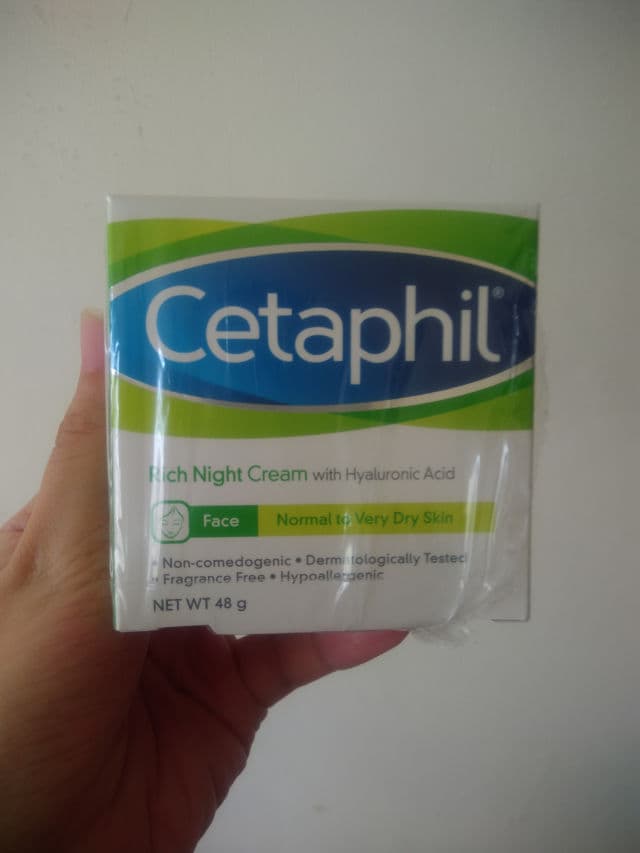 Cetaphil®
Rich Night Cream with Hyaluronic Acid
Face Normal to Very Dry Skin
• Non-comedogenic • Dermatologically Tested
• Fragrance Free • Hypoallergenic
NET WT 48 g